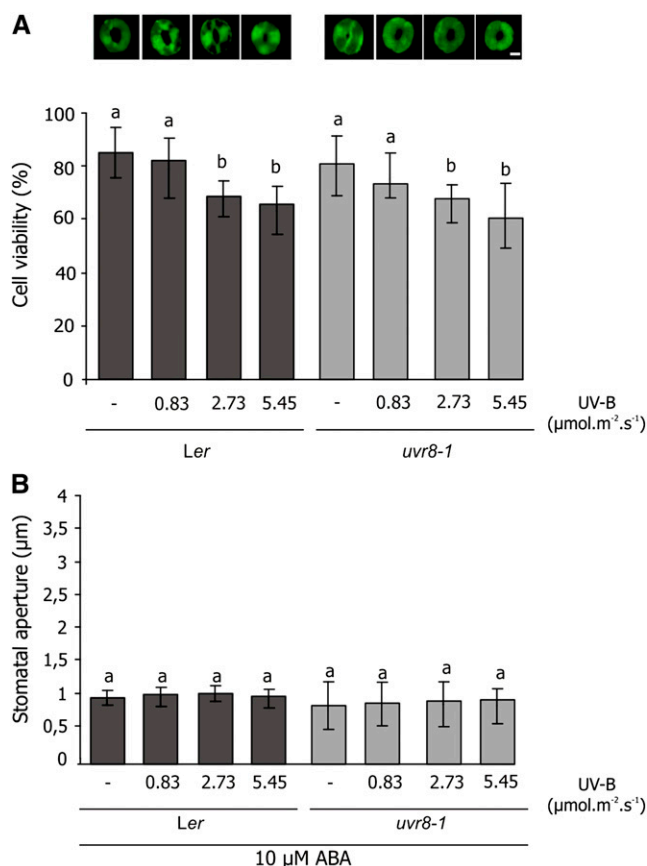 A
a a b b a a b b
100
80
60
40
20
0
Cell viability (%)
- 0.83 2.73 5.45 - 0.83 2.73 5.45 UV-B
(µmol.m⁻².s⁻¹)
Ler uvr8-1
B
4
3,5
3
2,5
2
1,5
1
0,5
0
Stomatal aperture (µm)
a a a a a a a a
- 0.83 2.73 5.45 - 0.83 2.73 5.45 UV-B
(µmol.m⁻².s⁻¹)
Ler uvr8-1
10 µM ABA